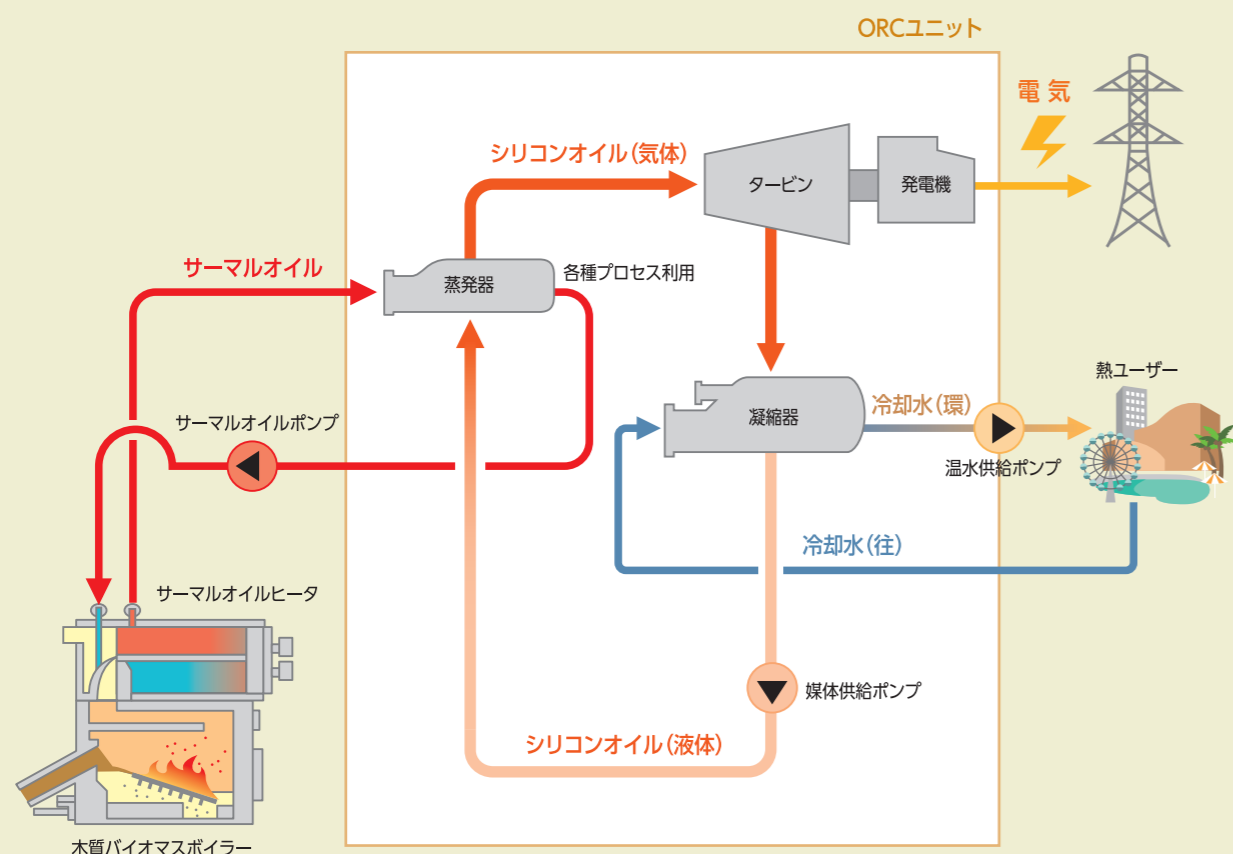 ORCユニット
電 気
シリコンオイル(気体)
タービン
発電機
サーマルオイル
蒸発器
各種プロセス利用
熱ユーザー
サーマルオイルポンプ
凝縮器
冷却水(環)
温水供給ポンプ
冷却水(往)
サーマルオイルヒータ
媒体供給ポンプ
シリコンオイル(液体)
木質バイオマスボイラー